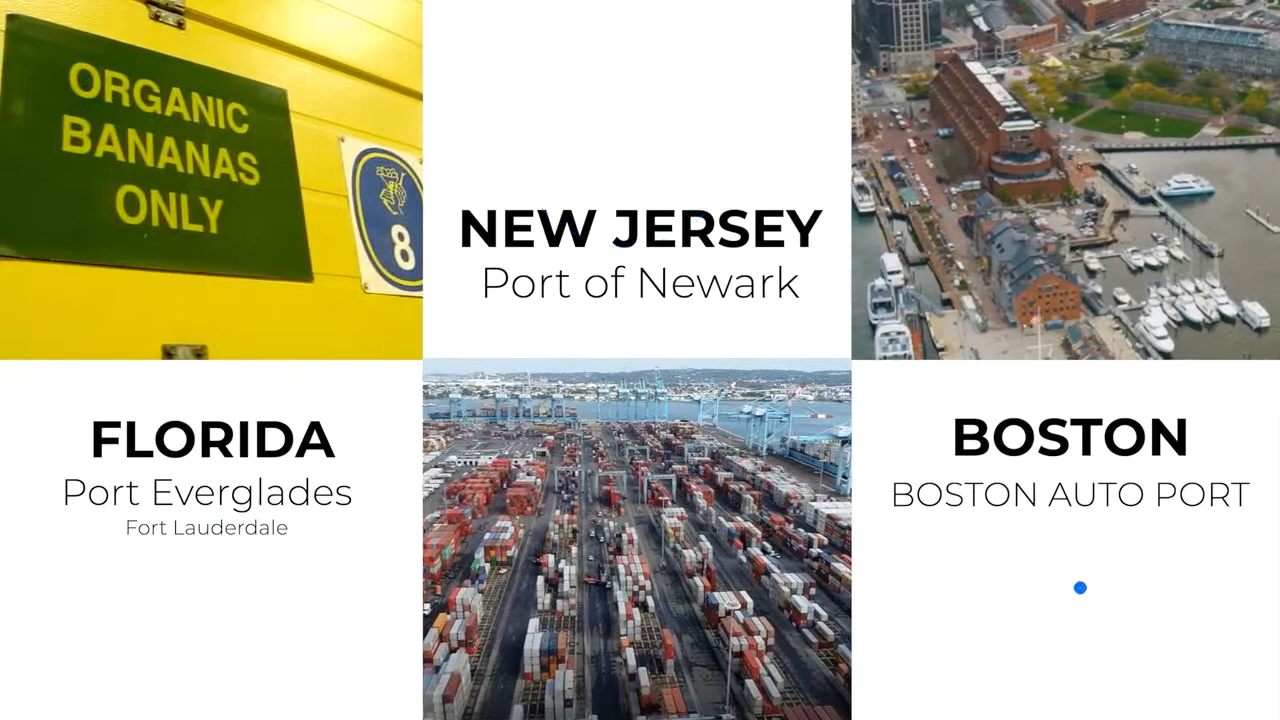 ORGANIC
BANANAS
ONLY
8
FLORIDA
Port Everglades
Fort Lauderdale
NEW JERSEY
Port of Newark
BOSTON
BOSTON AUTO PORT